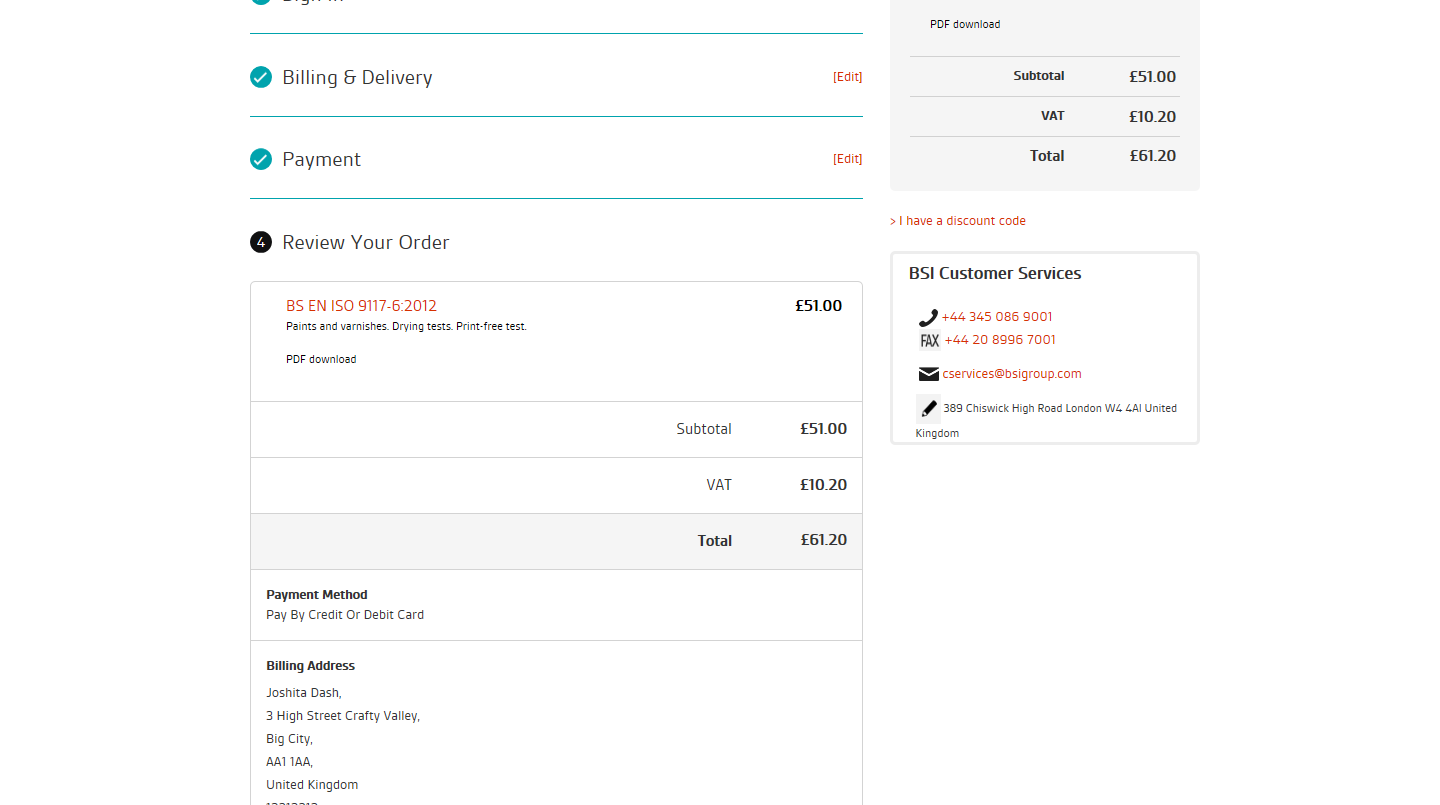 Sign In
Billing & Delivery
[Edit]
Payment
[Edit]
4 Review Your Order
BS EN ISO 9117-6:2012
£51.00
Paints and varnishes. Drying tests. Print-free test.
PDF download
Subtotal £51.00
VAT £10.20
Total £61.20
Payment Method
Pay By Credit Or Debit Card
Billing Address
Joshita Dash,
3 High Street Crafty Valley,
Big City,
AA1 1AA,
United Kingdom
PDF download
Subtotal £51.00
VAT £10.20
Total £61.20
> I have a discount code
BSI Customer Services
+44 345 086 9001
FAX +44 20 8996 7001
cservices@bsigroup.com
389 Chiswick High Road London W4 4Al United
Kingdom